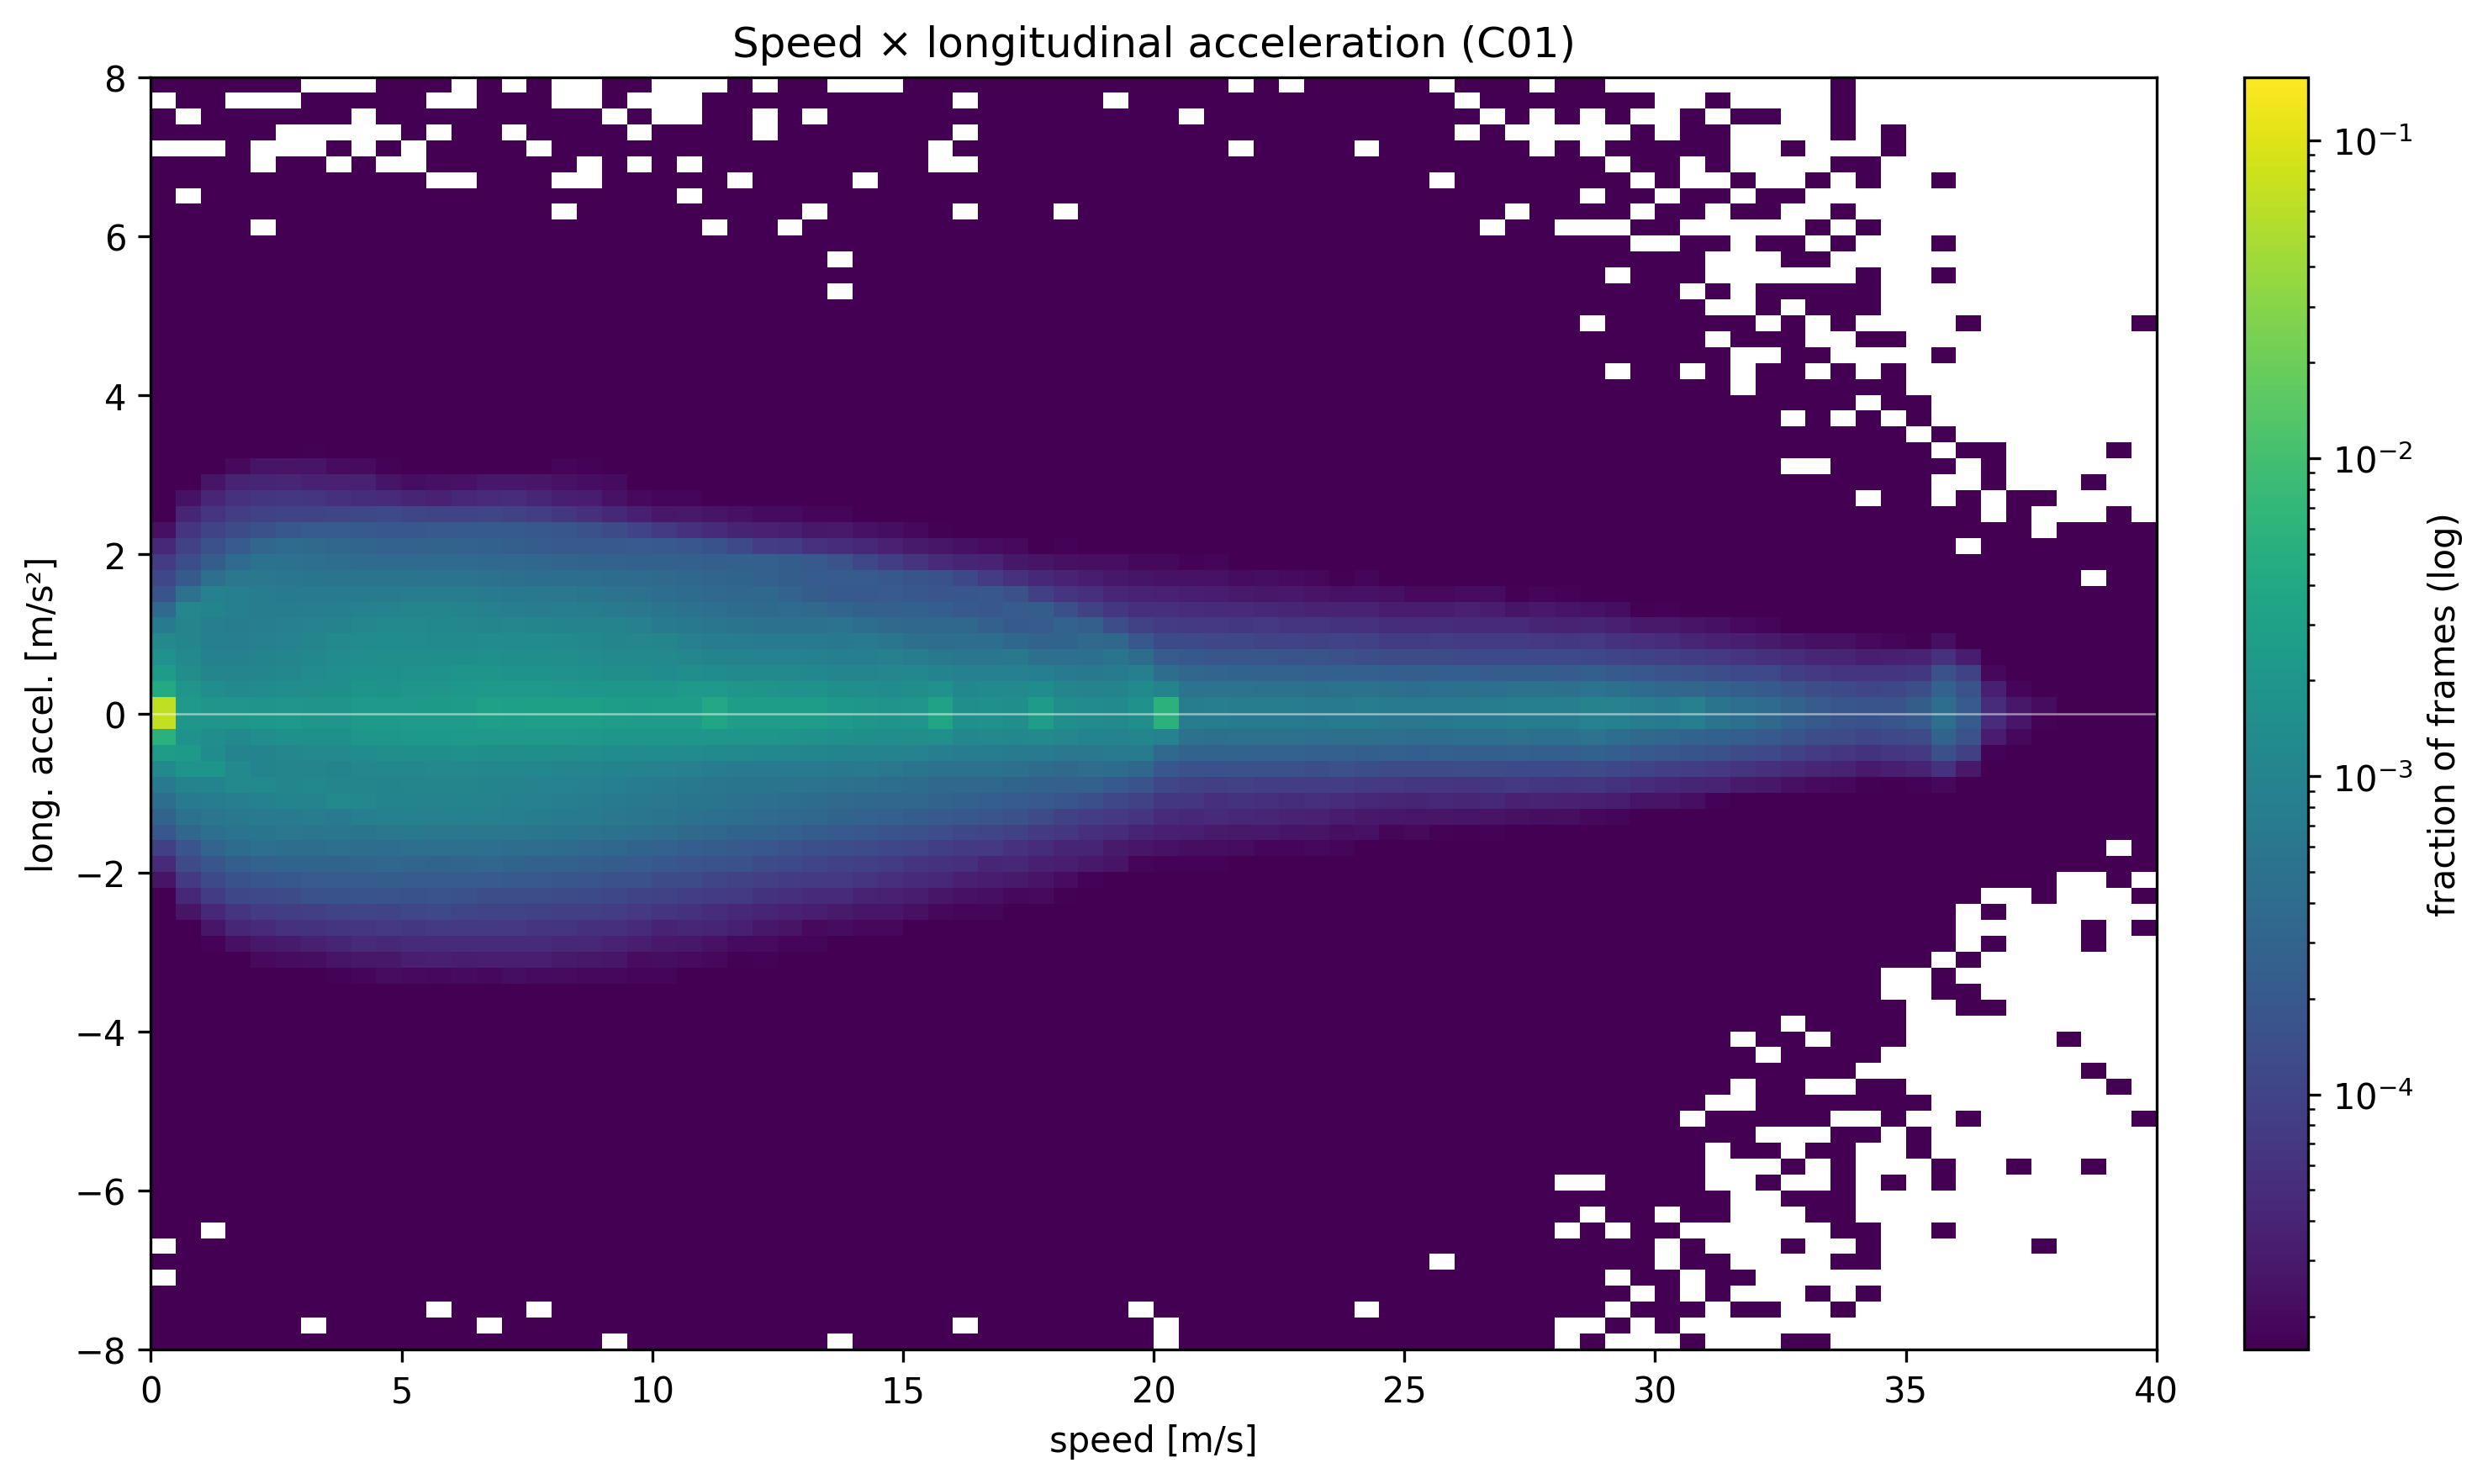 Speed × longitudinal acceleration (C01)
8
6
4
2
0
−2
−4
−6
−8
long. accel. [m/s²]
0 5 10 15 20 25 30 35 40
speed [m/s]
10⁻¹
10⁻²
10⁻³
10⁻⁴
fraction of frames (log)